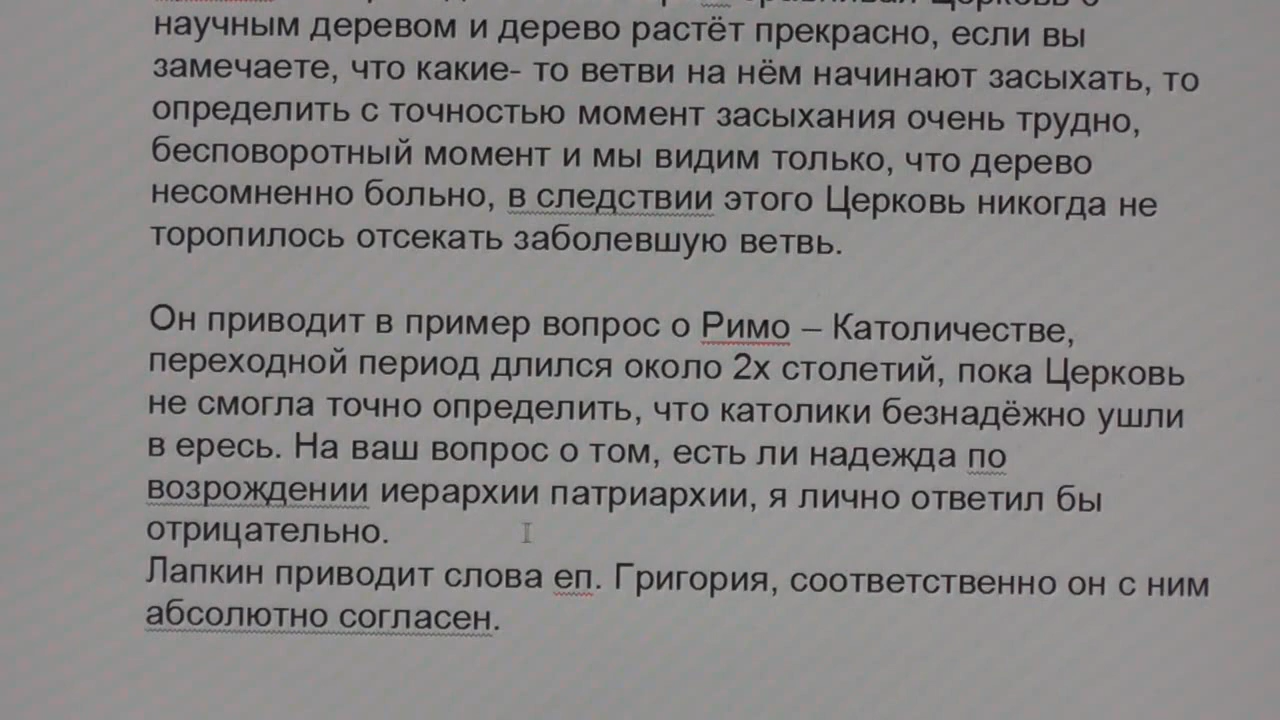 научным деревом и дерево растёт прекрасно, если вы
замечаете, что какие- то ветви на нём начинают засыхать, то
определить с точностью момент засыхания очень трудно,
бесповоротный момент и мы видим только, что дерево
несомненно больно, в следствии этого Церковь никогда не
торопилось отсекать заболевшую ветвь.
Он приводит в пример вопрос о Римо – Католичестве,
переходной период длился около 2х столетий, пока Церковь
не смогла точно определить, что католики безнадёжно ушли
в ересь. На ваш вопрос о том, есть ли надежда по
возрождении иерархии патриархии, я лично ответил бы
отрицательно.
Лапкин приводит слова еп. Григория, соответственно он с ним
абсолютно согласен.